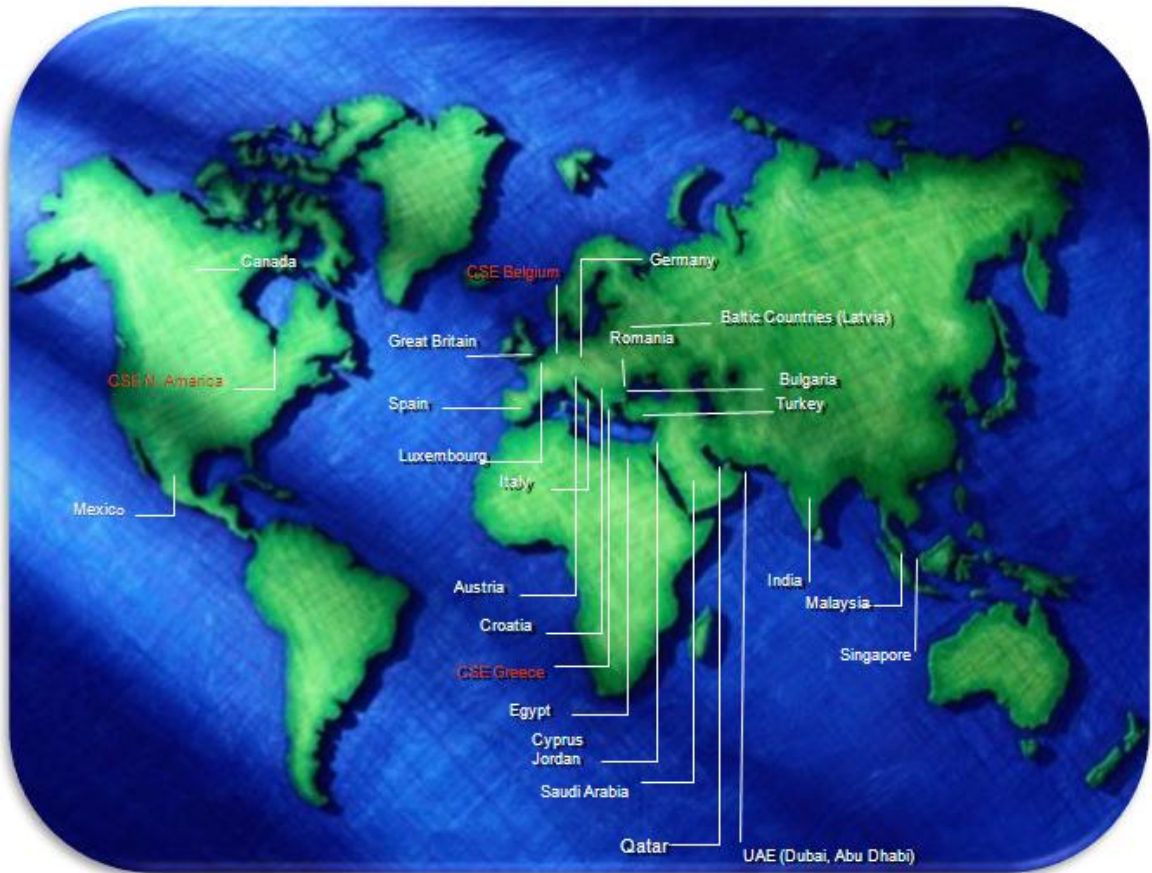 Canada
CSE Belgium
Germany
Baltic Countries (Latvia)
Great Britain
Romania
CSE N. America
Bulgaria
Spain
Turkey
Luxembourg
Italy
Mexico
Austria
India
Malaysia
Croatia
Singapore
CSE Greece
Egypt
Cyprus
Jordan
Saudi Arabia
Qatar
UAE (Dubai, Abu Dhabi)